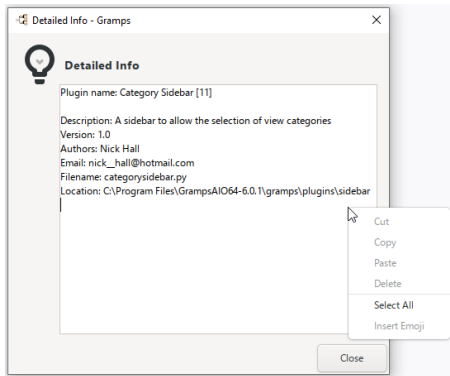 Detailed Info - Gramps
Detailed Info
Plugin name: Category Sidebar [11]
Description: A sidebar to allow the selection of view categories
Version: 1.0
Authors: Nick Hall
Email: nick__hall@hotmail.com
Filename: categorysidebar.py
Location: C:\Program Files\GrampsAIO64-6.0.1\gramps\plugins\sidebar
Cut
Copy
Paste
Delete
Select All
Insert Emoji
Close